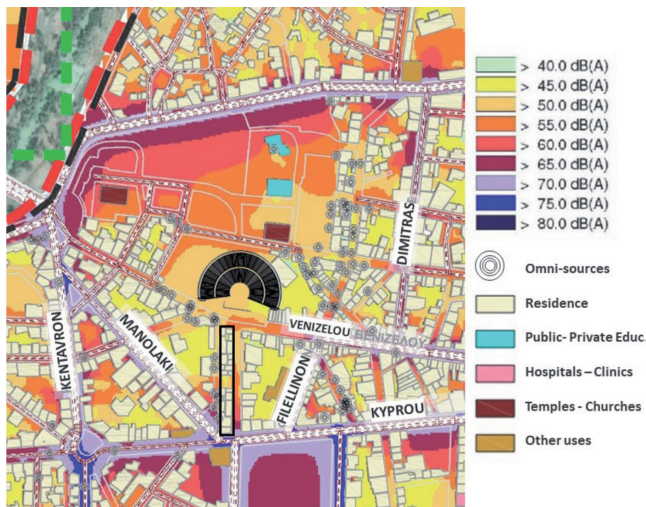 > 40.0 dB(A)
> 45.0 dB(A)
> 50.0 dB(A)
> 55.0 dB(A)
> 60.0 dB(A)
> 65.0 dB(A)
> 70.0 dB(A)
> 75.0 dB(A)
> 80.0 dB(A)
Omni-sources
Residence
Public- Private Educ.
Hospitals – Clinics
Temples - Churches
Other uses
DIMITRAS
KENTAVRON
MANOLAKI
VENIZELOU ΒΕΝΙΖΕΛΟΥ
FILELLINON
KYPROU